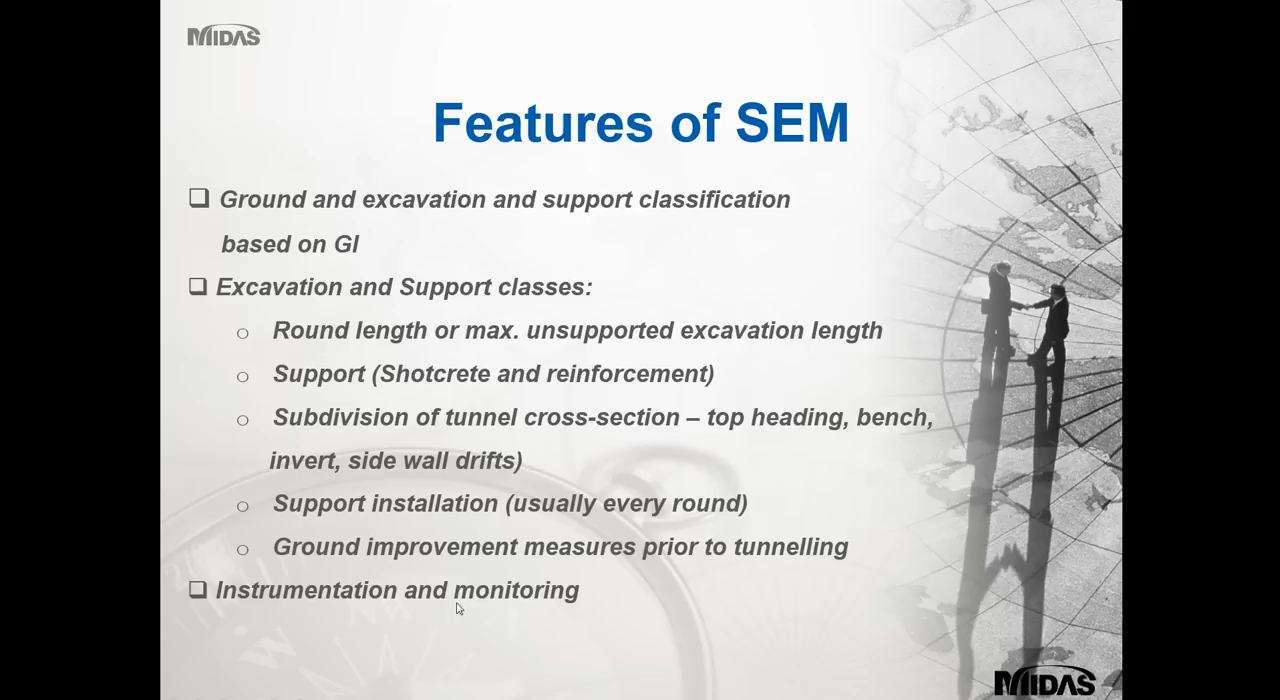 MIDAS
Features of SEM
❑ Ground and excavation and support classification
based on GI
❑ Excavation and Support classes:
o Round length or max. unsupported excavation length
o Support (Shotcrete and reinforcement)
o Subdivision of tunnel cross-section – top heading, bench,
invert, side wall drifts)
o Support installation (usually every round)
o Ground improvement measures prior to tunnelling
❑ Instrumentation and monitoring
MIDAS